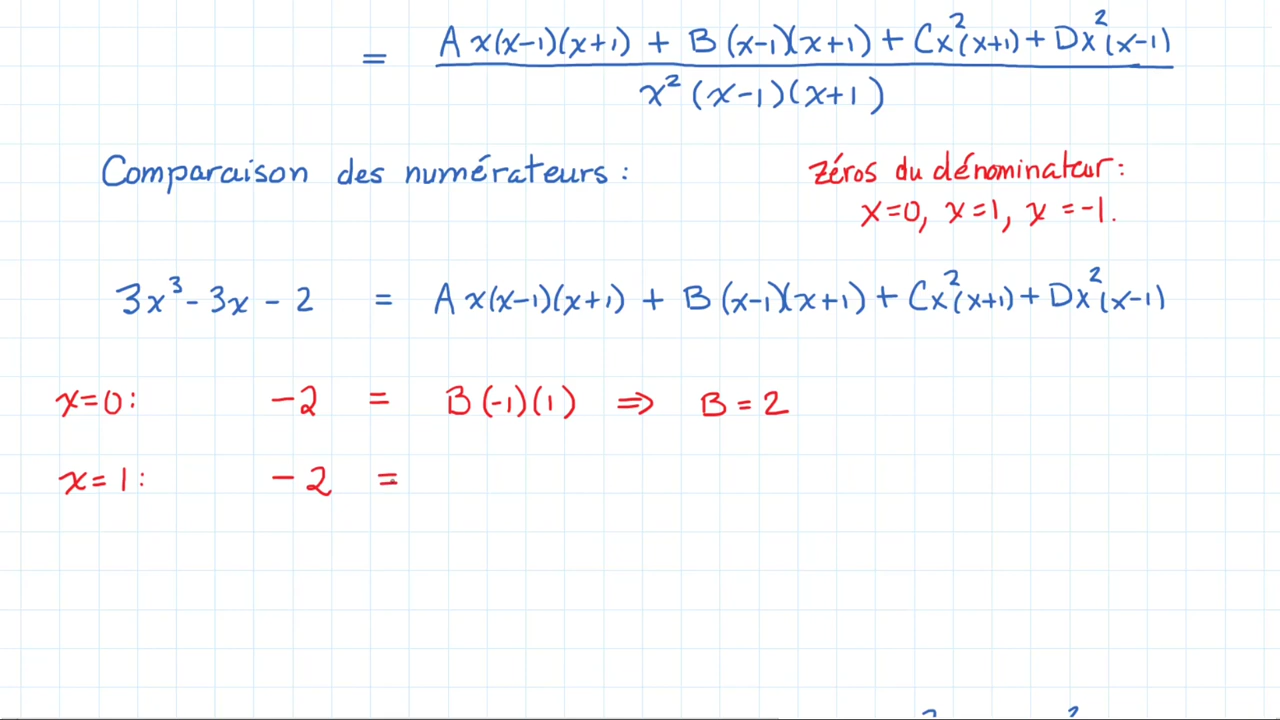 = Ax(x-1)(x+1) + B(x-1)(x+1) + Cx²(x+1) + Dx²(x-1)
x²(x-1)(x+1)
Comparaison des numérateurs :
zéros du dénominateur :
x=0, x=1, x=-1.
3x³ - 3x - 2 = Ax(x-1)(x+1) + B(x-1)(x+1) + Cx²(x+1) + Dx²(x-1)
x=0: -2 = B(-1)(1) ⇒ B = 2
x=1: -2 =